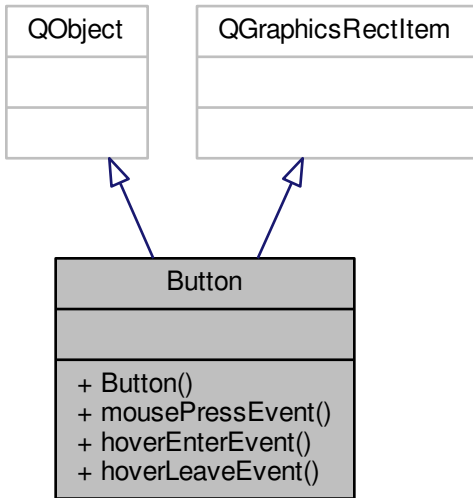 QObject
QGraphicsRectItem
Button
+ Button()
+ mousePressEvent()
+ hoverEnterEvent()
+ hoverLeaveEvent()